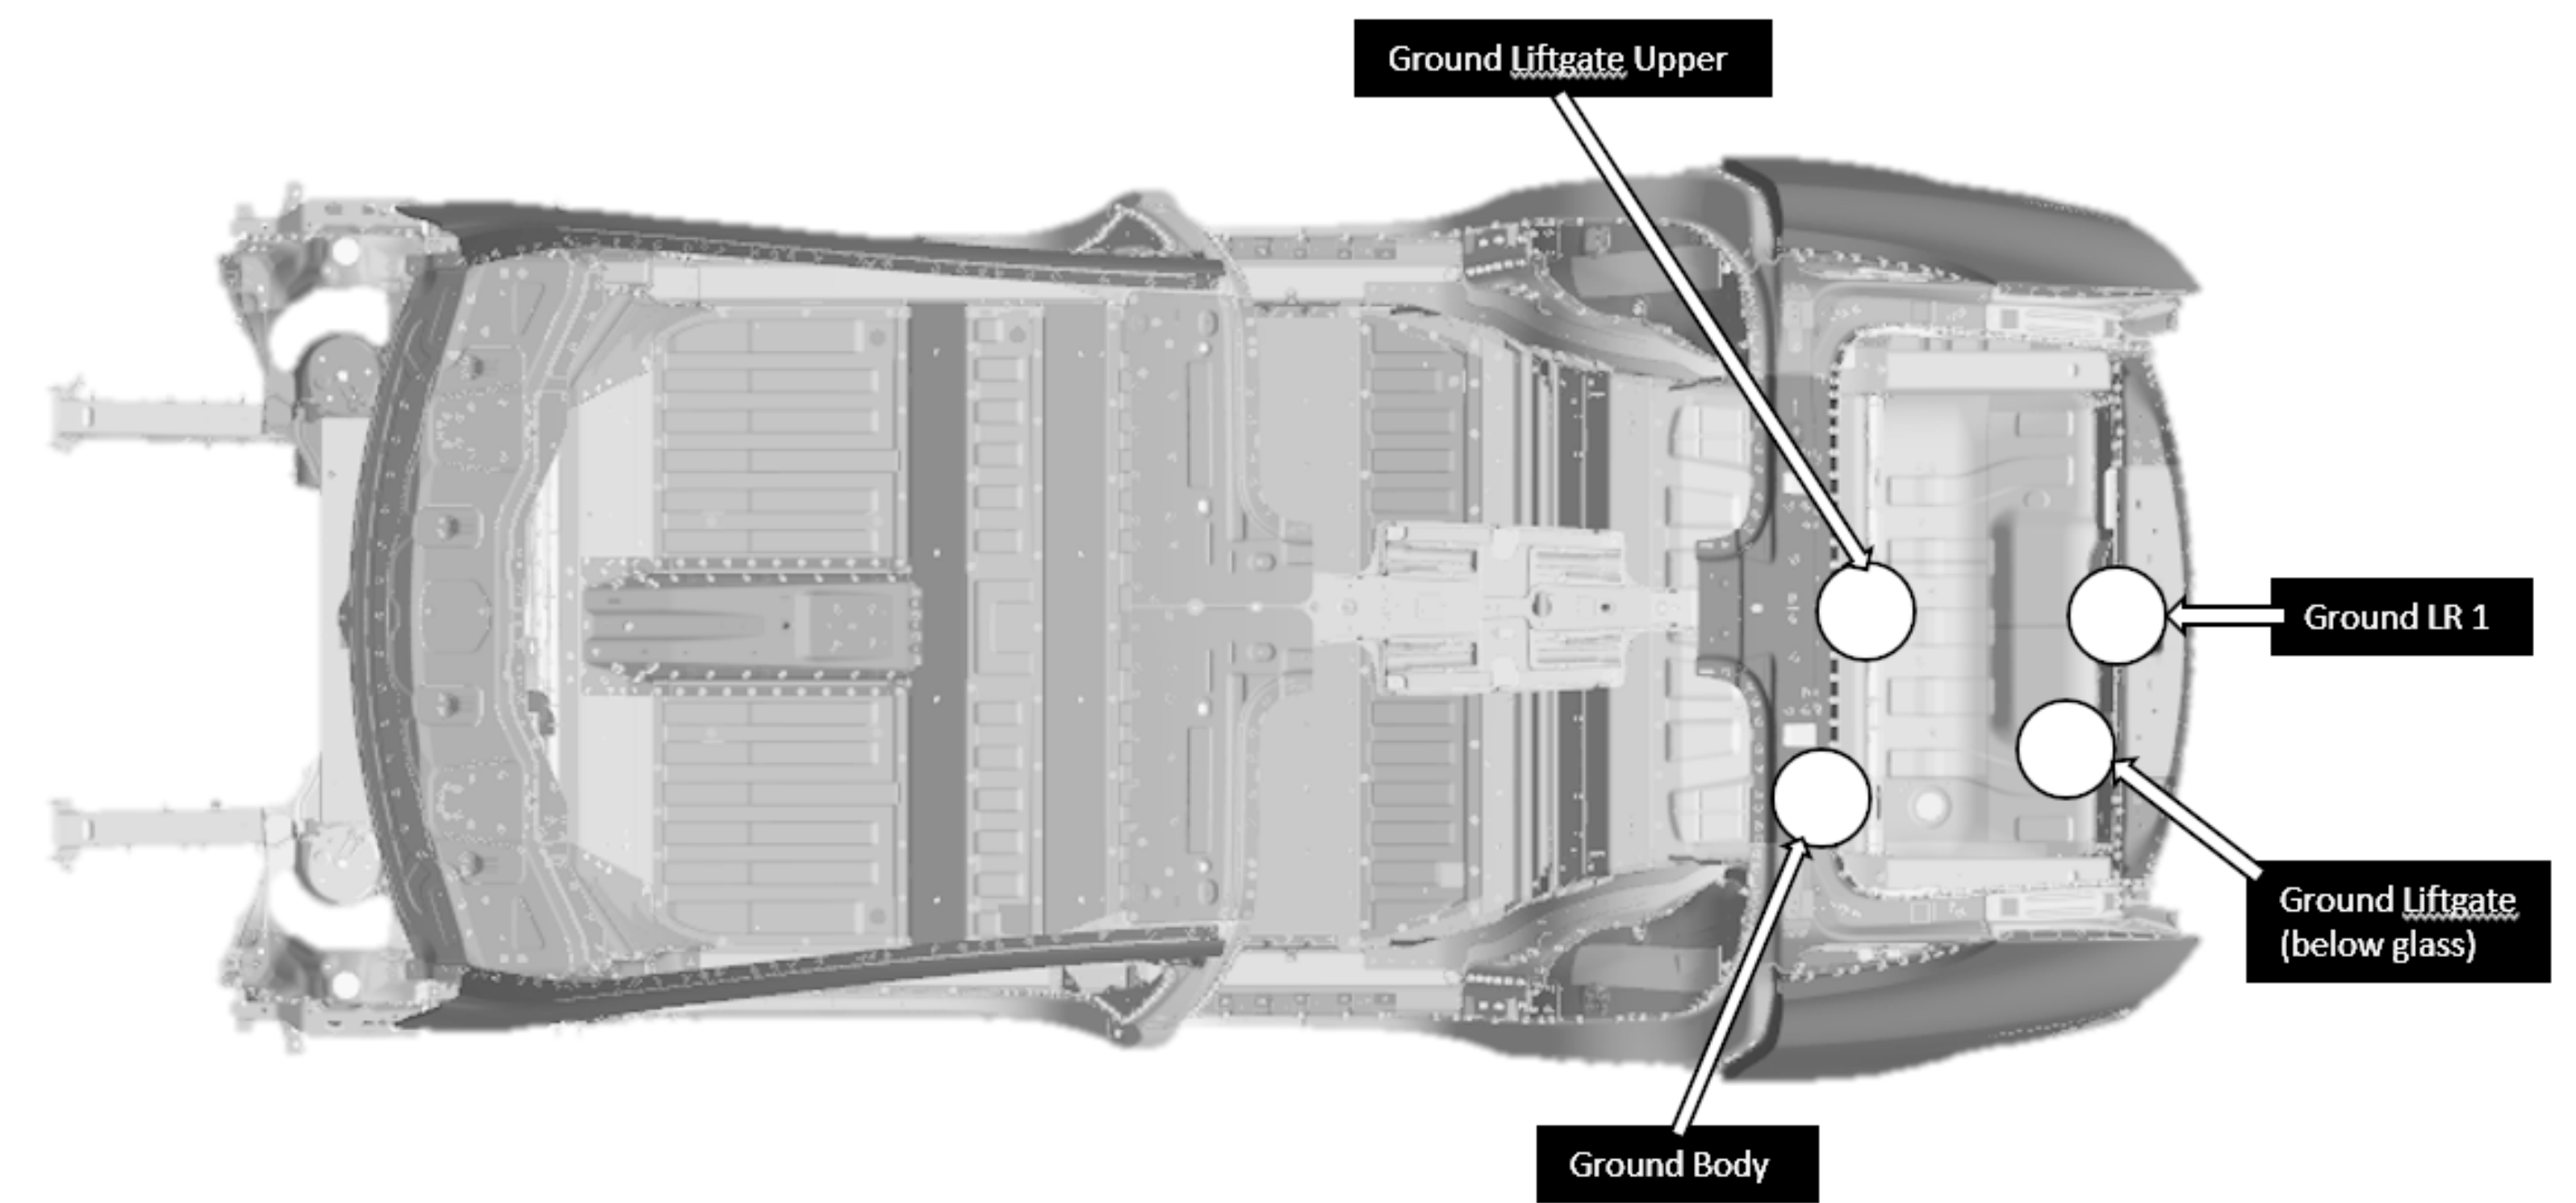 Ground Liftgate Upper
Ground LR 1
Ground Liftgate
(below glass)
Ground Body